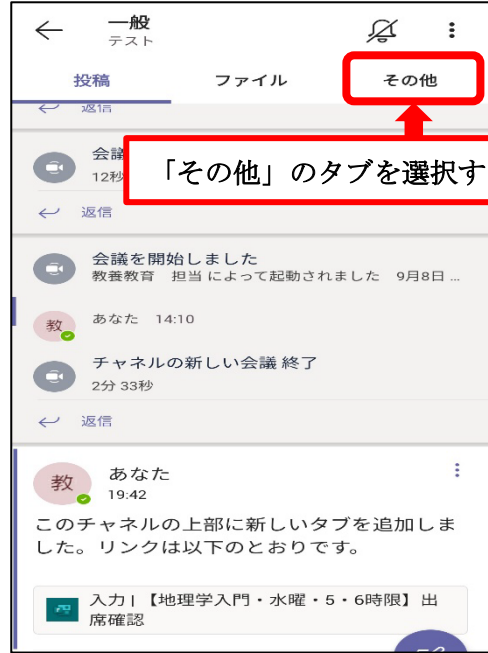 一般
テスト
投稿
ファイル
その他
返信
会議
12秒
「その他」のタブを選択す
返信
会議を開始しました
教養教育 担当 によって起動されました 9月8日 ...
教
あなた 14:10
チャネルの新しい会議 終了
2分 33秒
返信
教
あなた
19:42
このチャネルの上部に新しいタブを追加しま
した。リンクは以下のとおりです。
入力 | 【地理学入門・水曜・5・6時限】出
席確認